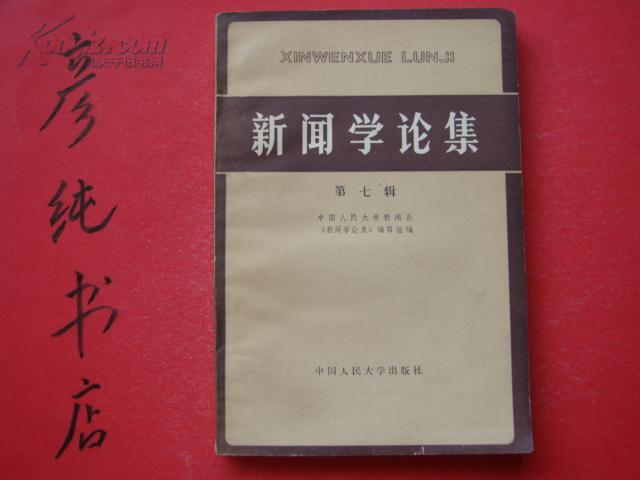 XINWENXUE LUNJI
新闻学论集
第七辑
中国人民大学新闻系
《新闻学论集》编辑组编
中国人民大学出版社
彦纯书店
孔夫子旧书网